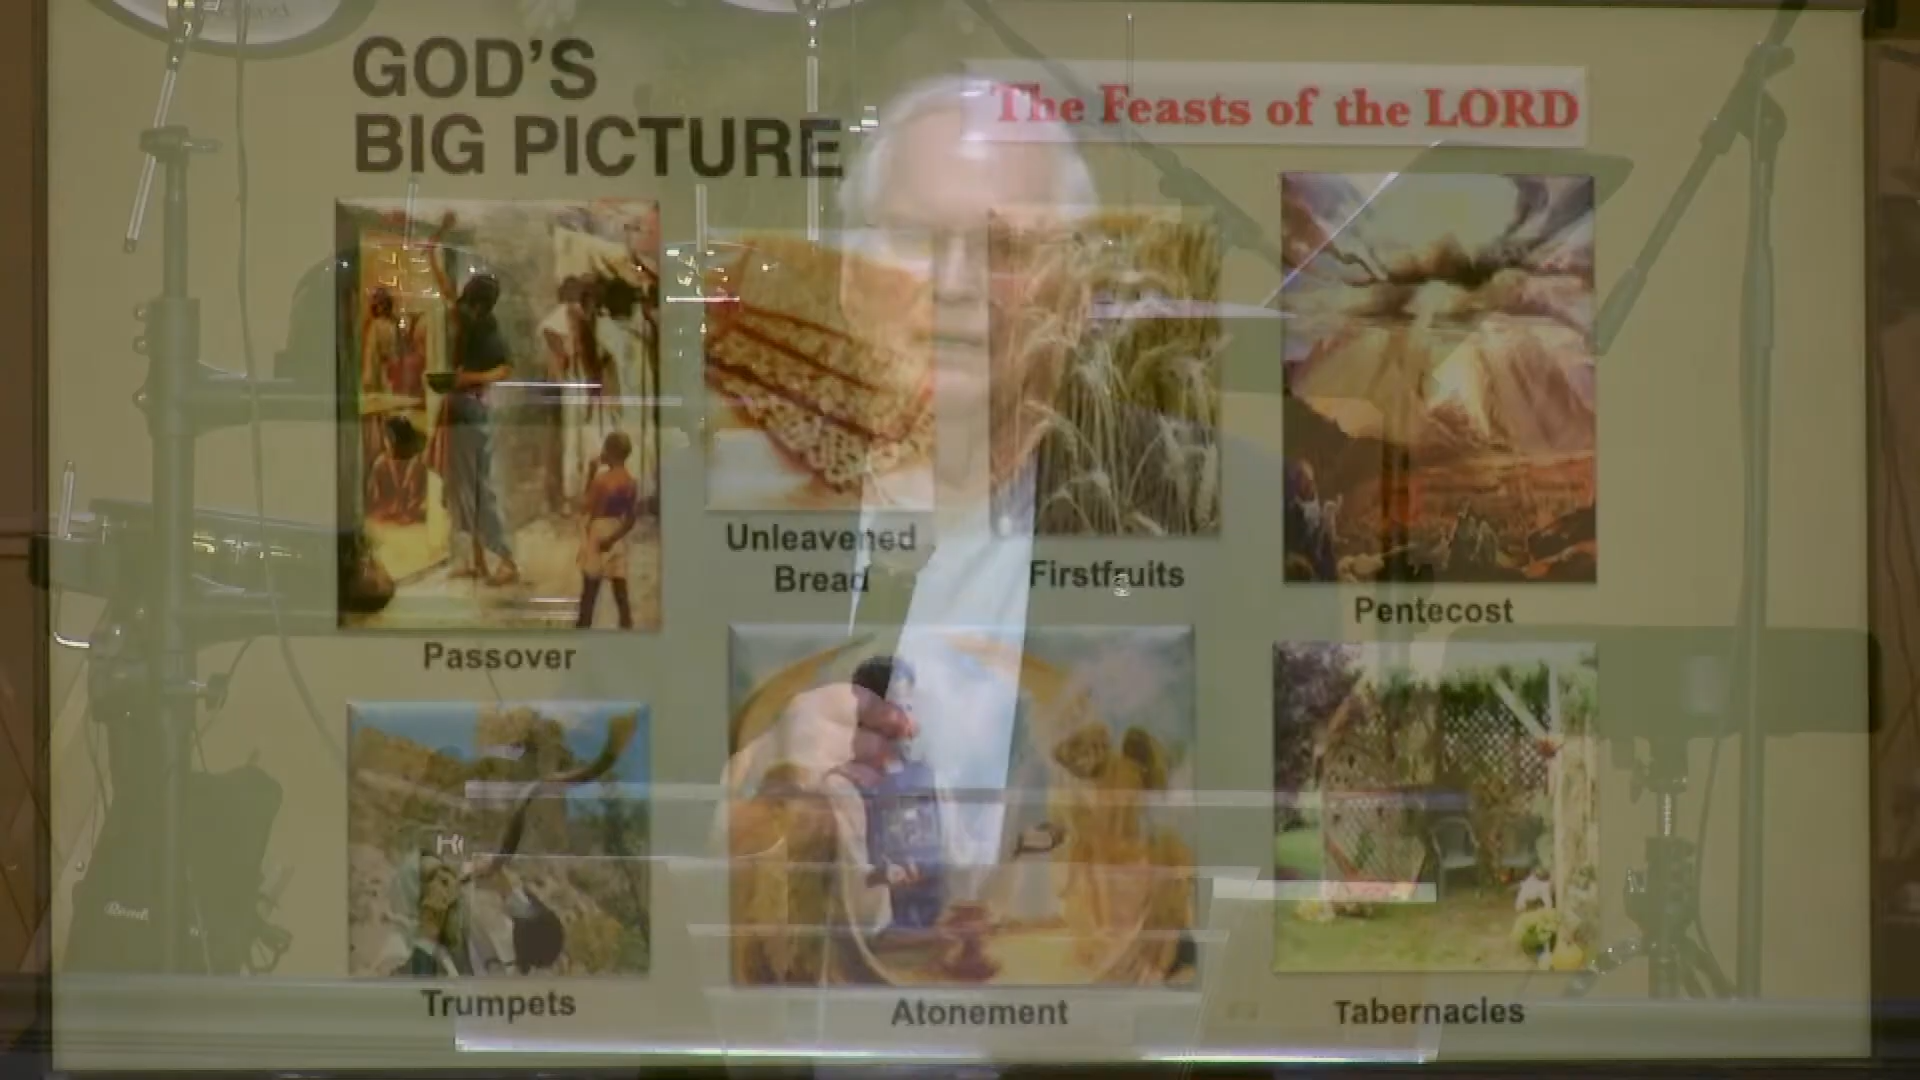 GOD'S
BIG PICTURE
The Feasts of the LORD
Passover
Unleavened
Bread
Firstfruits
Pentecost
Trumpets
Atonement
Tabernacles